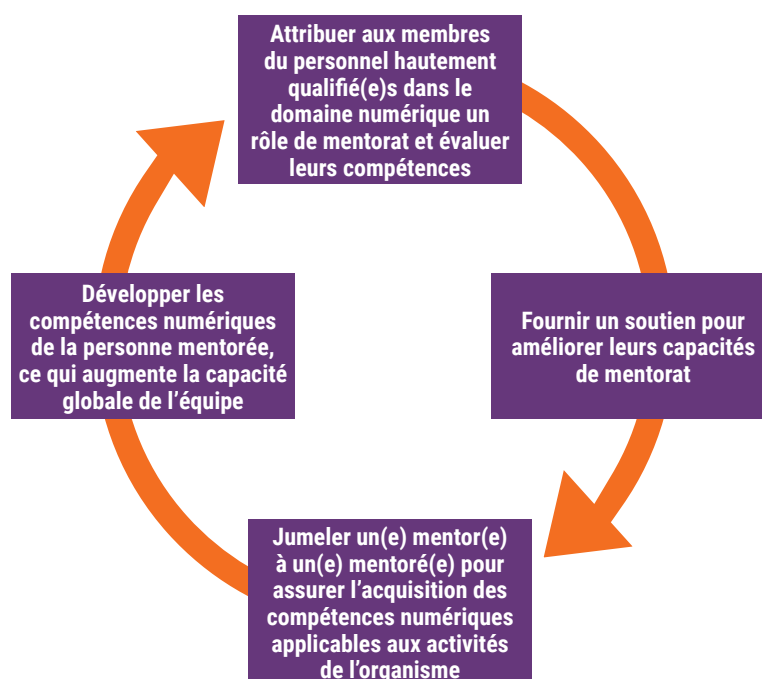 Attribuer aux membres
du personnel hautement
qualifié(e)s dans le
domaine numérique un
rôle de mentorat et évaluer
leurs compétences
Fournir un soutien pour
améliorer leurs capacités
de mentorat
Jumeler un(e) mentor(e)
à un(e) mentoré(e) pour
assurer l’acquisition des
compétences numériques
applicables aux activités
de l’organisme
Développer les
compétences numériques
de la personne mentorée,
ce qui augmente la capacité
globale de l’équipe